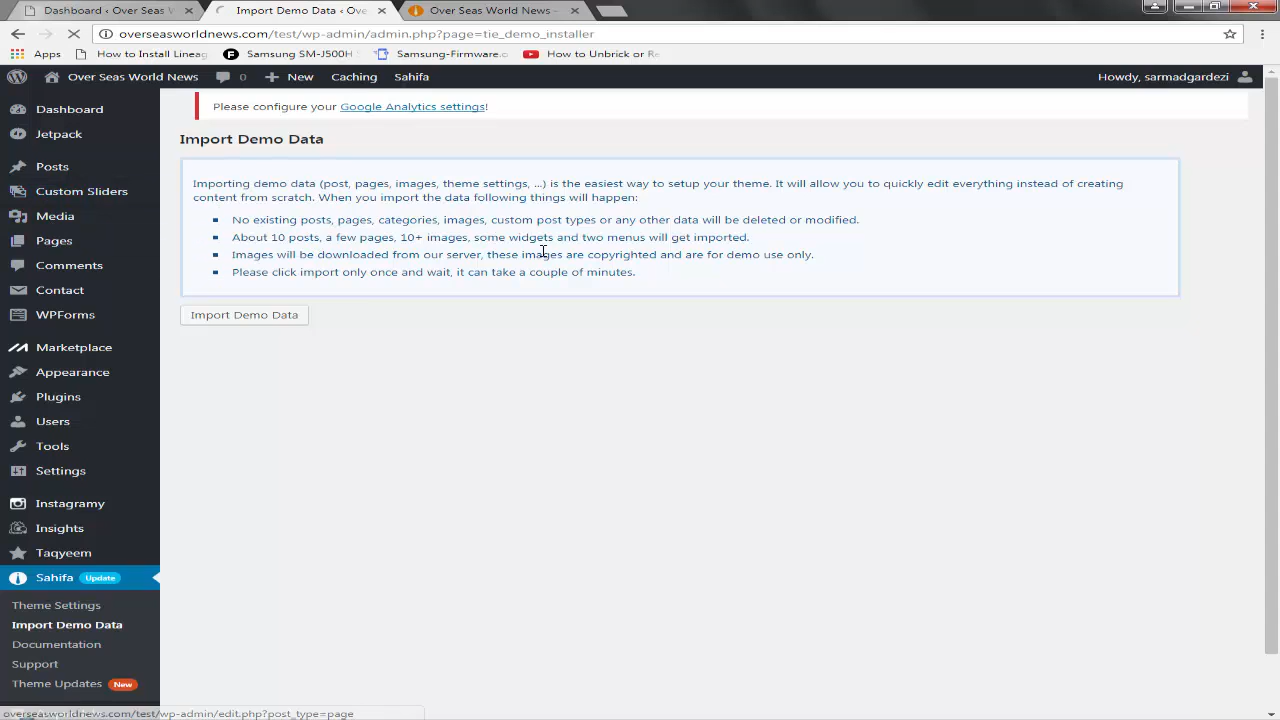 Dashboard ‹ Over Seas W
Import Demo Data ‹ Ove
Over Seas World News –
overseasworldnews.com/test/wp-admin/admin.php?page=tie_demo_installer
Apps
How to Install Lineag
Samsung SM-J500H
Samsung-Firmware.c
How to Unbrick or Re
Over Seas World News
0
New
Caching
Sahifa
Howdy, sarmadgardezi
Dashboard
Jetpack
Posts
Custom Sliders
Media
Pages
Comments
Contact
WPForms
Marketplace
Appearance
Plugins
Users
Tools
Settings
Instagramy
Insights
Taqyeem
Sahifa Update
Theme Settings
Import Demo Data
Documentation
Support
Theme Updates New
Please configure your Google Analytics settings!
Import Demo Data
Importing demo data (post, pages, images, theme settings, ...) is the easiest way to setup your theme. It will allow you to quickly edit everything instead of creating
content from scratch. When you import the data following things will happen:
No existing posts, pages, categories, images, custom post types or any other data will be deleted or modified.
About 10 posts, a few pages, 10+ images, some widgets and two menus will get imported.
Images will be downloaded from our server, these images are copyrighted and are for demo use only.
Please click import only once and wait, it can take a couple of minutes.
Import Demo Data
overseasworldnews.com/test/wp-admin/edit.php?post_type=page